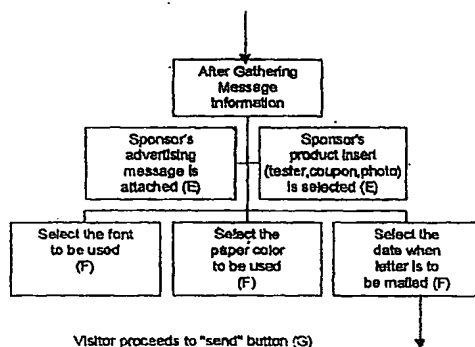 After Gathering
Message
Information
Sponsor's
advertising
message is
attached (E)
Sponsor's
product insert
(tester,coupon,photo)
is selected (E)
Select the font
to be used
(F)
Select the
paper color
to be used
(F)
Select the
date when
letter is to
be mailed (F)
Visitor proceeds to "send" button (G)